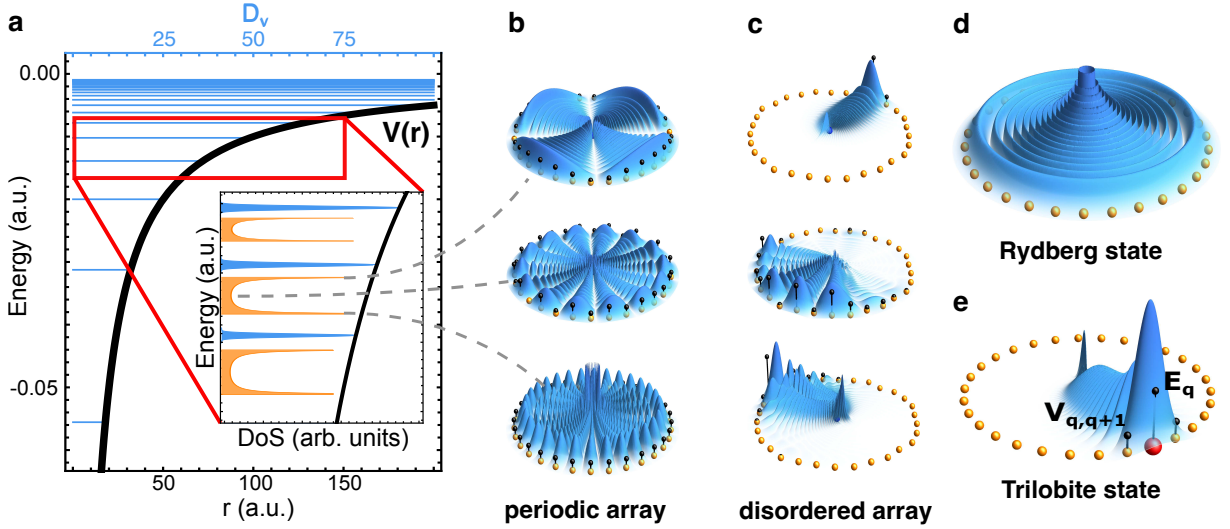 a
D_v
25
50
75
0.00
V(r)
Energy (a.u.)
Energy (a.u.)
DoS (arb. units)
-0.05
50
100
150
r (a.u.)
b
periodic array
c
disordered array
d
Rydberg state
e
E_q
V_{q,q+1}
Trilobite state